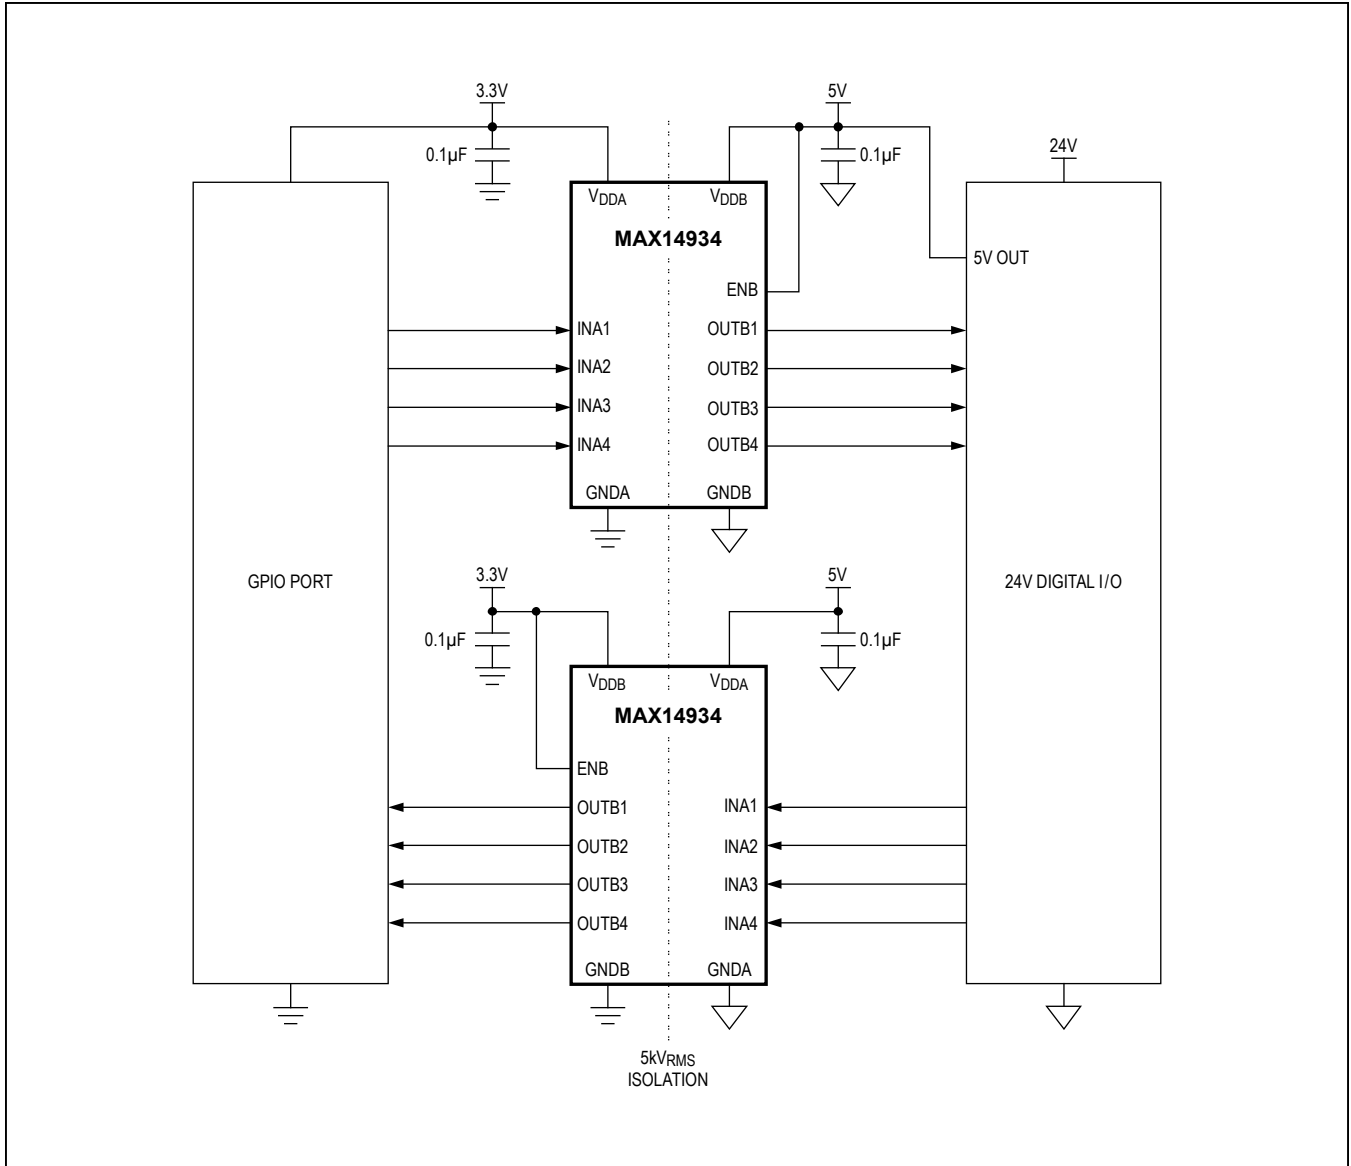 3.3V
5V
0.1µF
0.1µF
24V
VDDA
VDDB
MAX14934
5V OUT
ENB
INA1
OUTB1
INA2
OUTB2
INA3
OUTB3
INA4
OUTB4
GNDA
GNDB
GPIO PORT
3.3V
5V
24V DIGITAL I/O
0.1µF
0.1µF
VDDB
VDDA
MAX14934
ENB
OUTB1
INA1
OUTB2
INA2
OUTB3
INA3
OUTB4
INA4
GNDB
GNDA
5kVRMS
ISOLATION